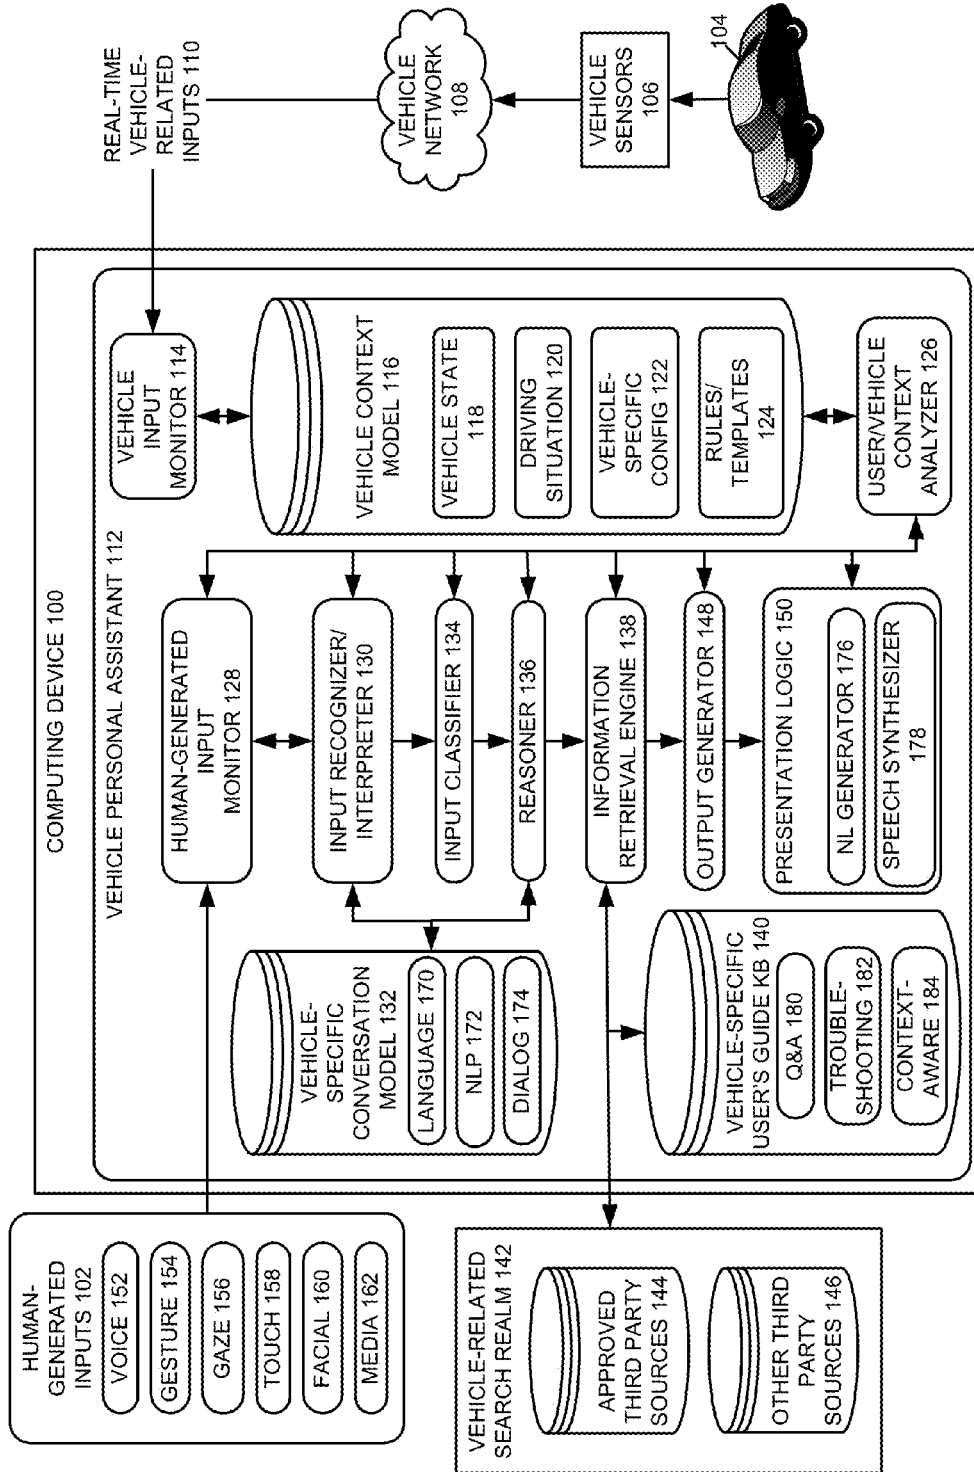 HUMAN-
GENERATED
INPUTS 102
VOICE 152
GESTURE 154
GAZE 156
TOUCH 158
FACIAL 160
MEDIA 162
VEHICLE-RELATED
SEARCH REALM 142
APPROVED
THIRD PARTY
SOURCES 144
OTHER THIRD
PARTY
SOURCES 146
COMPUTING DEVICE 100
VEHICLE PERSONAL ASSISTANT 112
VEHICLE-
SPECIFIC
CONVERSATION
MODEL 132
LANGUAGE 170
NLP 172
DIALOG 174
VEHICLE-SPECIFIC
USER'S GUIDE KB 140
Q&A 180
TROUBLE-
SHOOTING 182
CONTEXT-
AWARE 184
HUMAN-GENERATED
INPUT
MONITOR 128
INPUT RECOGNIZER/
INTERPRETER 130
INPUT CLASSIFIER 134
REASONER 136
INFORMATION
RETRIEVAL ENGINE 138
OUTPUT GENERATOR 148
PRESENTATION LOGIC 150
NL GENERATOR 176
SPEECH SYNTHESIZER
178
VEHICLE
INPUT
MONITOR 114
VEHICLE CONTEXT
MODEL 116
VEHICLE STATE
118
DRIVING
SITUATION 120
VEHICLE-
SPECIFIC
CONFIG 122
RULES/
TEMPLATES
124
USER/VEHICLE
CONTEXT
ANALYZER 126
REAL-TIME
VEHICLE-
RELATED
INPUTS 110
VEHICLE
NETWORK
108
VEHICLE
SENSORS
106
104